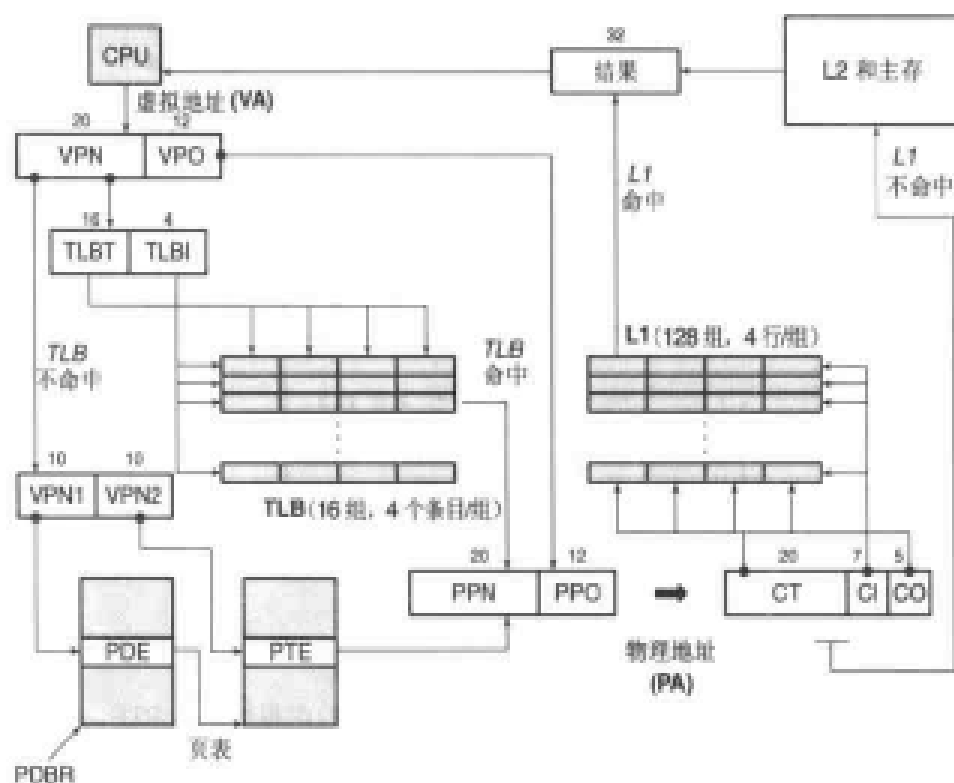 CPU
32
结果
L2 和主存
虚拟地址 (VA)
20
12
VPN
VPO
L1
命中
L1
不命中
16
4
TLBT
TLBI
TLB
不命中
TLB
命中
L1 (128 组, 4 行/组)
10
10
VPN1
VPN2
TLB (16 组, 4 个条目/组)
20
12
PPN
PPO
20
7
5
CT
CI
CO
PDE
PTE
物理地址
(PA)
页表
PDBR